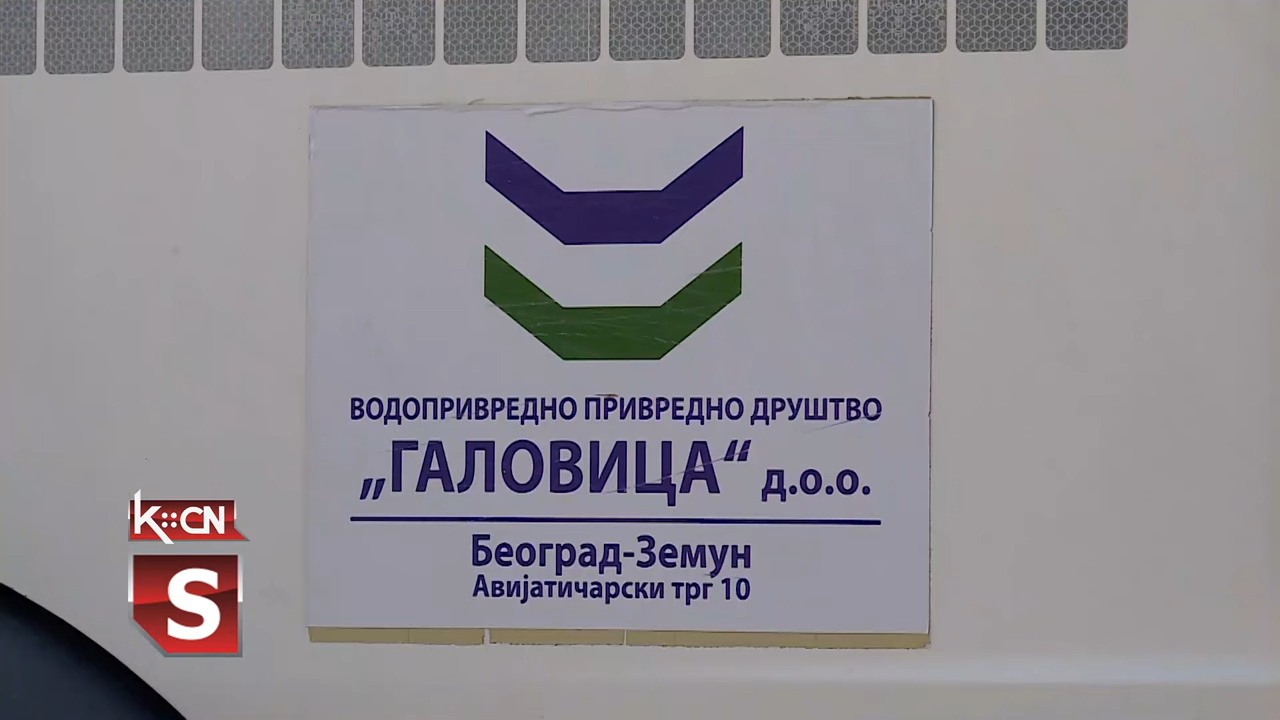 ВОДОПРИВРЕДНО ПРИВРЕДНО ДРУШТВО
„ГАЛОВИЦА“ д.о.о.
Београд-Земун
Авијатичарски трг 10
K::CN
S